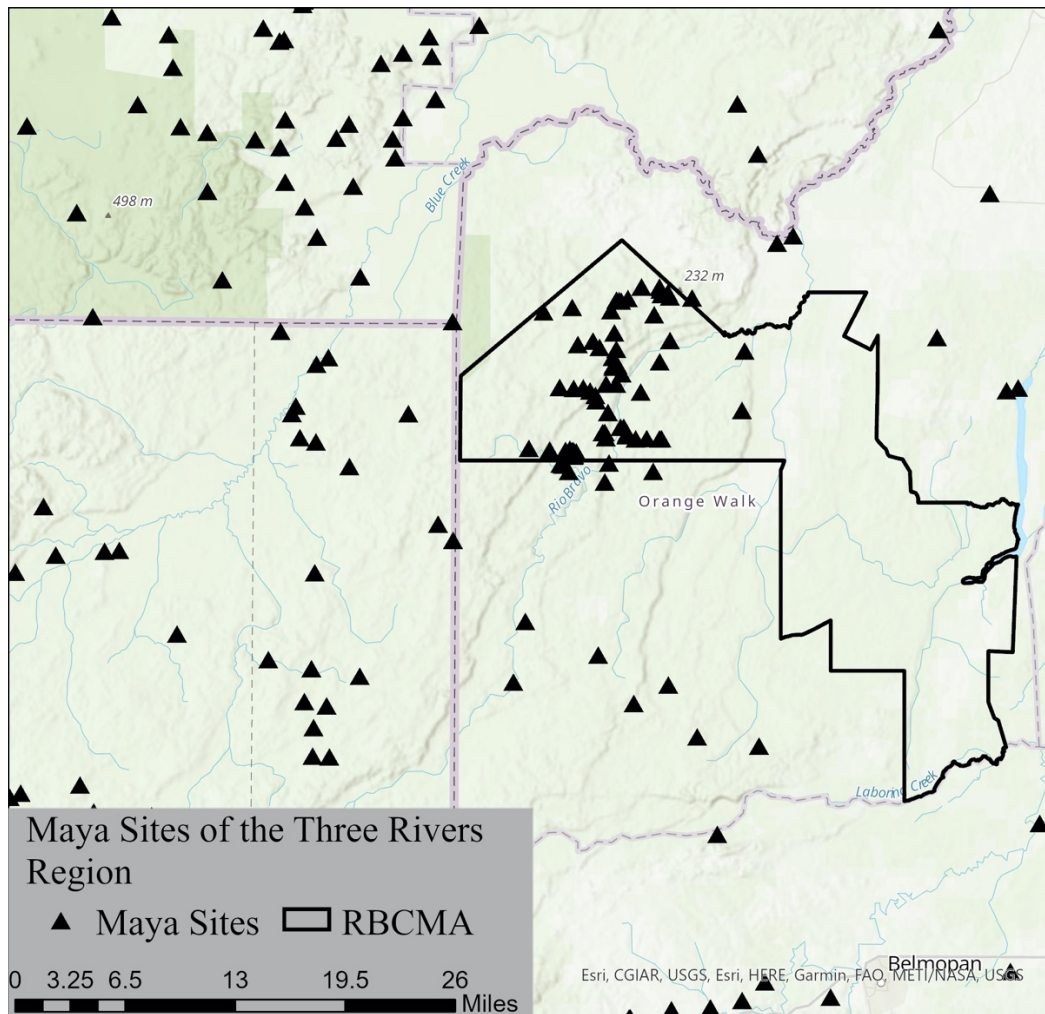 498 m
Blue Creek
232 m
Rio Bravo
Orange Walk
Laboring Creek
Maya Sites of the Three Rivers
Region
Maya Sites
RBCMA
Belmopan
Esri, CGIAR, USGS, Esri, HERE, Garmin, FAO, METI/NASA, USGS
0 3.25 6.5 13 19.5 26
Miles